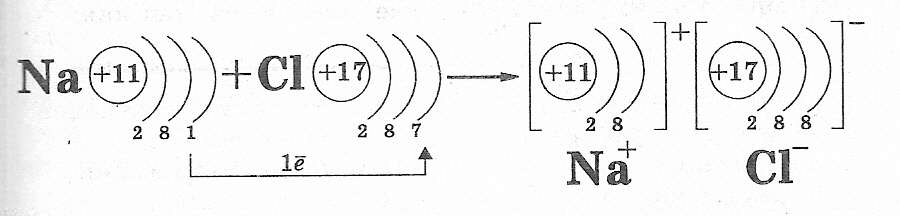 Na +11 + Cl +17 → [+11]⁺ [+17]⁻
2 8 1 2 8 7 2 8 2 8 8
1ē
Na⁺ Cl⁻